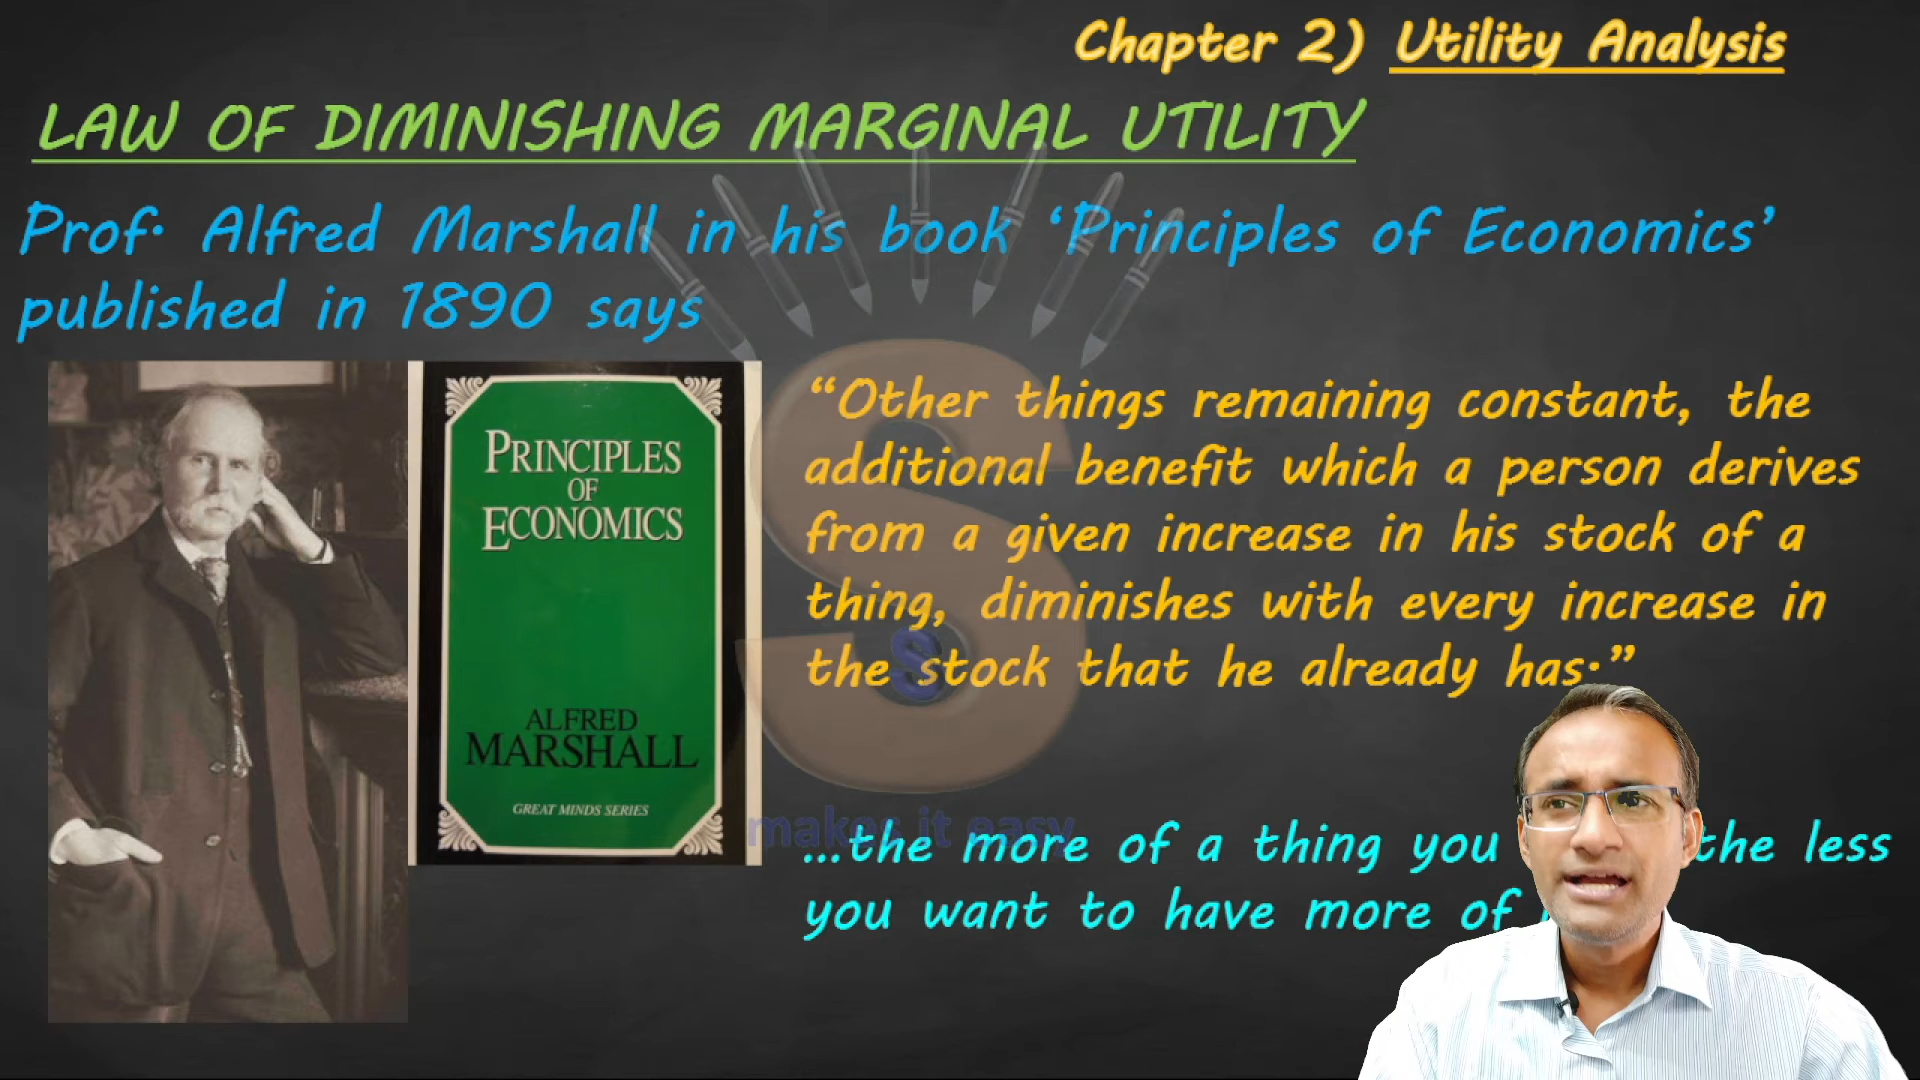 Chapter 2) Utility Analysis
LAW OF DIMINISHING MARGINAL UTILITY
Prof. Alfred Marshall in his book ‘Principles of Economics’
published in 1890 says
PRINCIPLES
OF
ECONOMICS
ALFRED
MARSHALL
GREAT MINDS SERIES
“Other things remaining constant, the
additional benefit which a person derives
from a given increase in his stock of a
thing, diminishes with every increase in
the stock that he already has.”
...the more of a thing you the less
you want to have more of
S
makes it easy